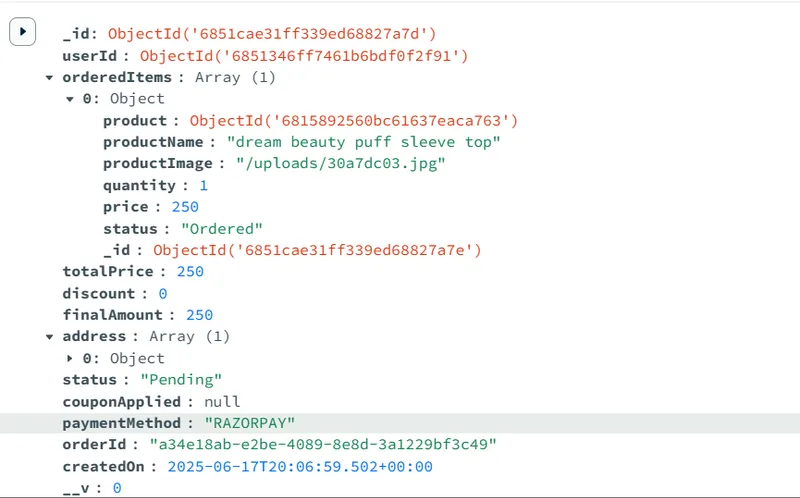 _id: ObjectId('6851cae31ff339ed68827a7d')
userId : ObjectId('6851346ff7461b6bdf0f2f91')
orderedItems : Array (1)
0: Object
product : ObjectId('6815892560bc61637eaca763')
productName : "dream beauty puff sleeve top"
productImage : "/uploads/30a7dc03.jpg"
quantity : 1
price : 250
status : "Ordered"
_id : ObjectId('6851cae31ff339ed68827a7e')
totalPrice : 250
discount : 0
finalAmount : 250
address : Array (1)
0: Object
status : "Pending"
couponApplied : null
paymentMethod : "RAZORPAY"
orderId : "a34e18ab-e2be-4089-8e8d-3a1229bf3c49"
createdOn : 2025-06-17T20:06:59.502+00:00
__v : 0